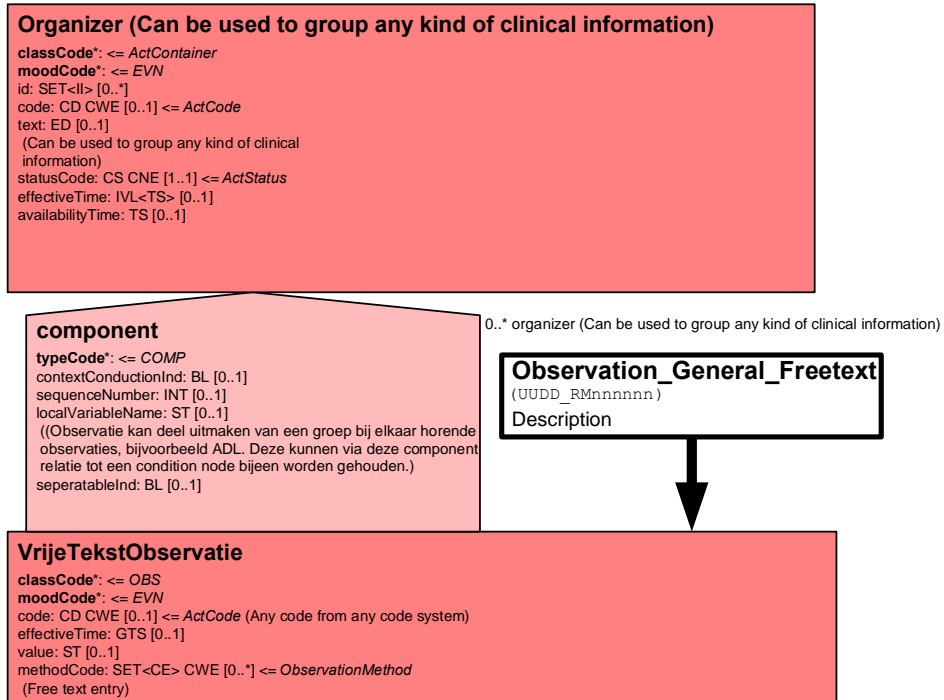 Organizer (Can be used to group any kind of clinical information)
classCode*: <= ActContainer
moodCode*: <= EVN
id: SET<II> [0..*]
code: CD CWE [0..1] <= ActCode
text: ED [0..1]
(Can be used to group any kind of clinical
information)
statusCode: CS CNE [1..1] <= ActStatus
effectiveTime: IVL<TS> [0..1]
availabilityTime: TS [0..1]
component
typeCode*: <= COMP
contextConductionInd: BL [0..1]
sequenceNumber: INT [0..1]
localVariableName: ST [0..1]
((Observatie kan deel uitmaken van een groep bij elkaar horende
observaties, bijvoorbeeld ADL. Deze kunnen via deze component
relatie tot een condition node bijeen worden gehouden.)
seperatableInd: BL [0..1]
0..* organizer (Can be used to group any kind of clinical information)
Observation_General_Freetext
(UUDD_RMnnnnnn)
Description
VrijeTekstObservatie
classCode*: <= OBS
moodCode*: <= EVN
code: CD CWE [0..1] <= ActCode (Any code from any code system)
effectiveTime: GTS [0..1]
value: ST [0..1]
methodCode: SET<CE> CWE [0..*] <= ObservationMethod
(Free text entry)